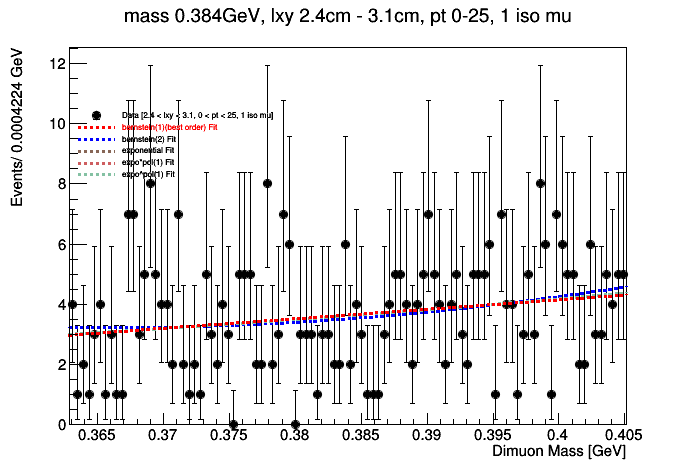 mass 0.384GeV, lxy 2.4cm - 3.1cm, pt 0-25, 1 iso mu
Events/ 0.0004224 GeV
12
10
8
6
4
2
0
Data [2.4 < lxy < 3.1, 0 < pt < 25, 1 iso mu]
bernstein(1)(best order) Fit
bernstein(2) Fit
exponential Fit
expo*pol(1) Fit
expo^pol(1) Fit
0.365 0.37 0.375 0.38 0.385 0.39 0.395 0.4 0.405
Dimuon Mass [GeV]